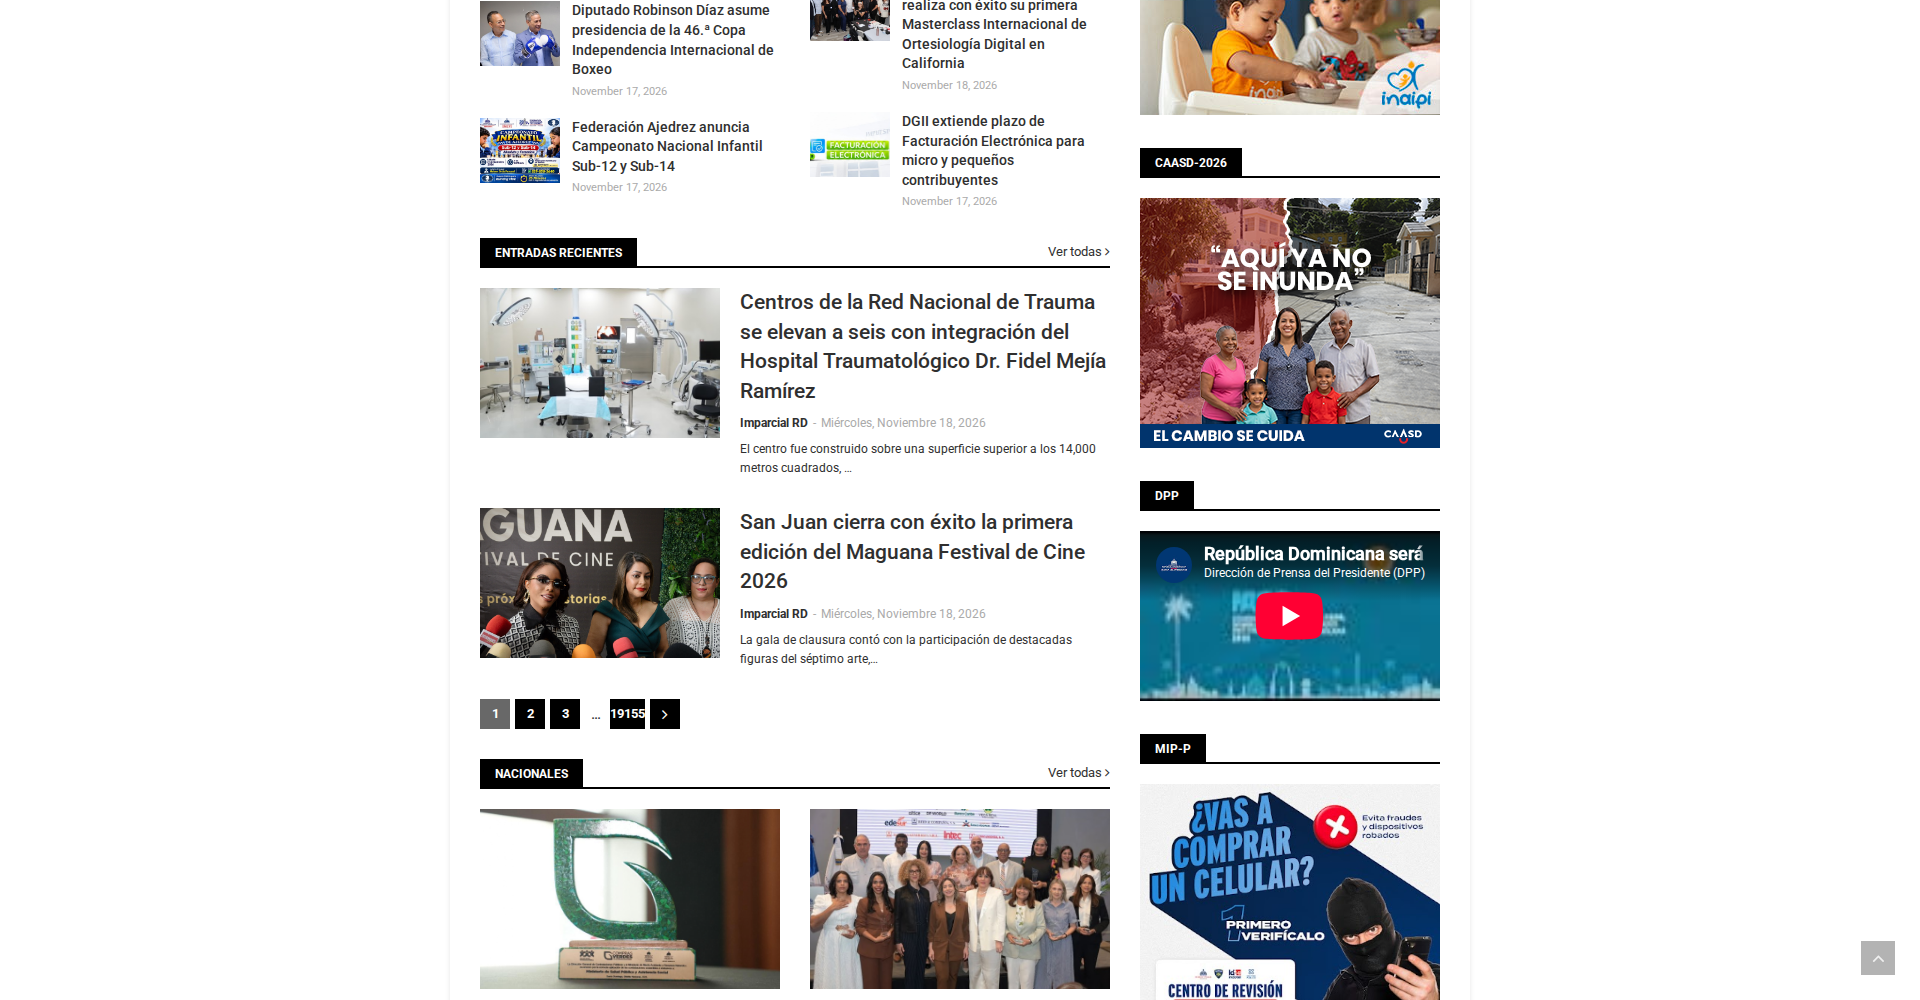 Diputado Robinson Díaz asume
presidencia de la 46.ª Copa
Independencia Internacional de
Boxeo
November 17, 2026
Federación Ajedrez anuncia
Campeonato Nacional Infantil
Sub-12 y Sub-14
November 17, 2026
realiza con éxito su primera
Masterclass Internacional de
Ortesiología Digital en
California
November 18, 2026
FACTURACIÓN
ELECTRÓNICA
DGII extiende plazo de
Facturación Electrónica para
micro y pequeños
contribuyentes
November 17, 2026
ENTRADAS RECIENTES
Ver todas
Centros de la Red Nacional de Trauma
se elevan a seis con integración del
Hospital Traumatológico Dr. Fidel Mejía
Ramírez
Imparcial RD - Miércoles, Noviembre 18, 2026
El centro fue construido sobre una superficie superior a los 14,000
metros cuadrados, …
San Juan cierra con éxito la primera
edición del Maguana Festival de Cine
2026
Imparcial RD - Miércoles, Noviembre 18, 2026
La gala de clausura contó con la participación de destacadas
figuras del séptimo arte,…
1 2 3 ... 19155
NACIONALES
Ver todas
inaipi
CAASD-2026
“AQUÍ YA NO
SE INUNDA”
EL CAMBIO SE CUIDA
CAASD
DPP
República Dominicana será
Dirección de Prensa del Presidente (DPP)
MIP-P
¿VAS A
COMPRAR
UN CELULAR?
Evita fraudes
y dispositivos
robados
1 PRIMERO
VERIFÍCALO
CENTRO DE REVISIÓN